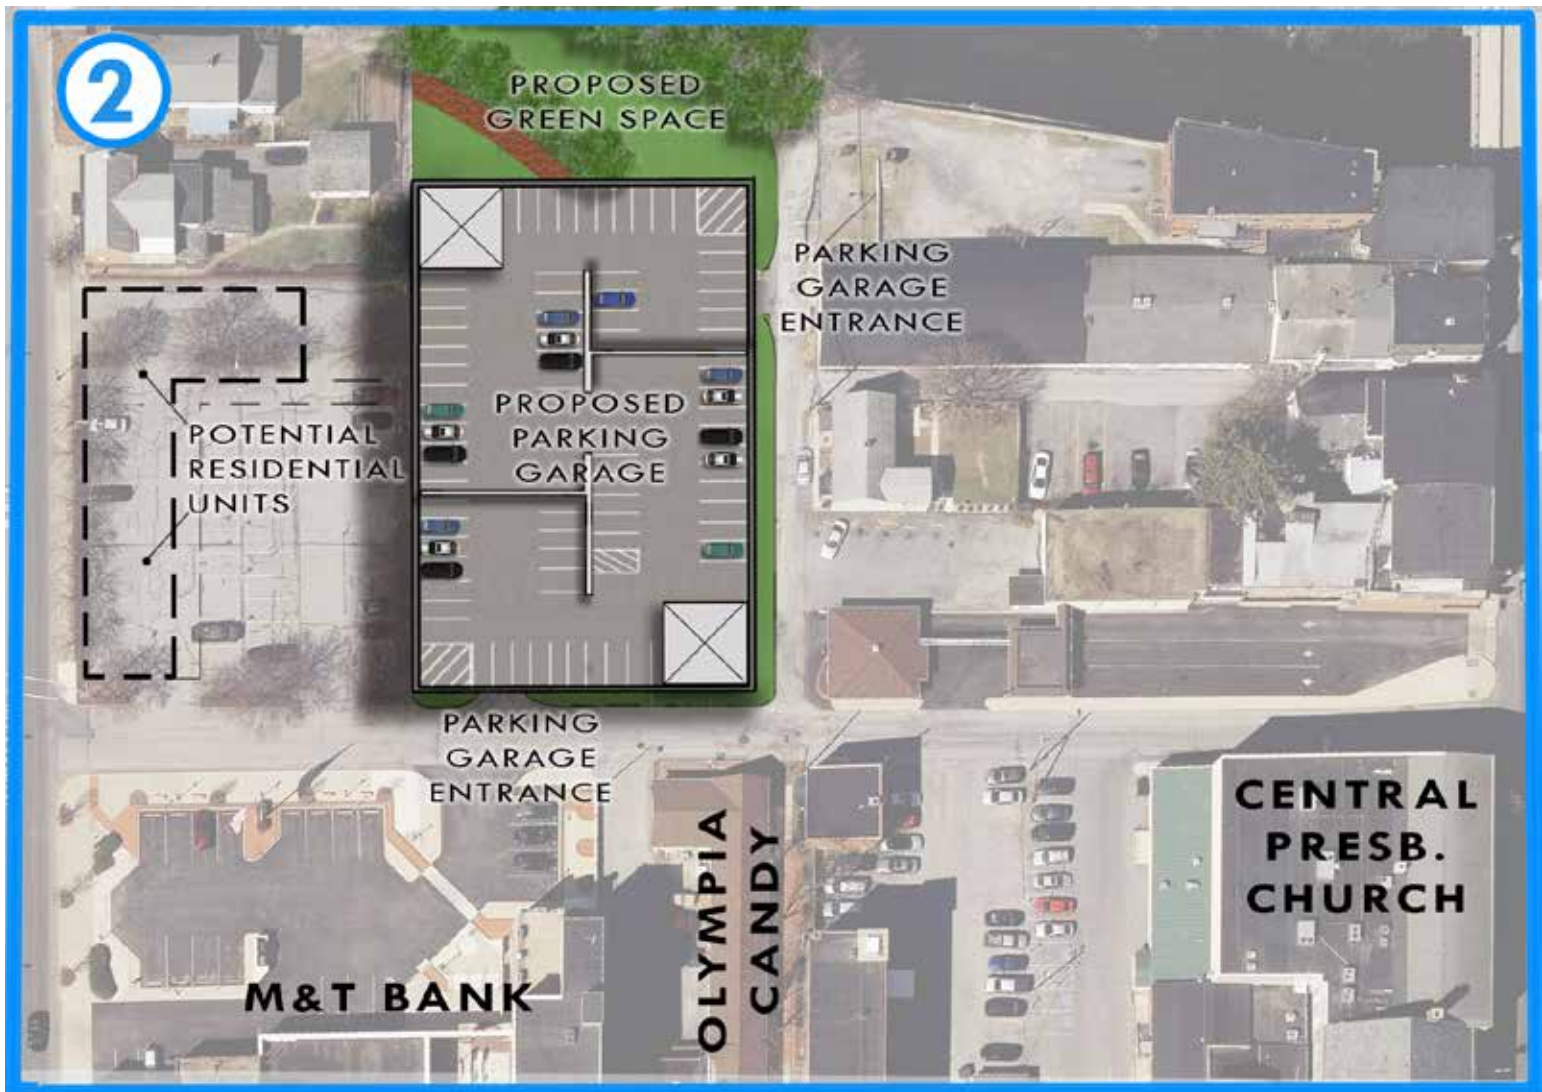 2
PROPOSED
GREEN SPACE
PARKING
GARAGE
ENTRANCE
PROPOSED
PARKING
GARAGE
POTENTIAL
RESIDENTIAL
UNITS
PARKING
GARAGE
ENTRANCE
M&T BANK
OLYMPIA
CANDY
CENTRAL
PRESB.
CHURCH